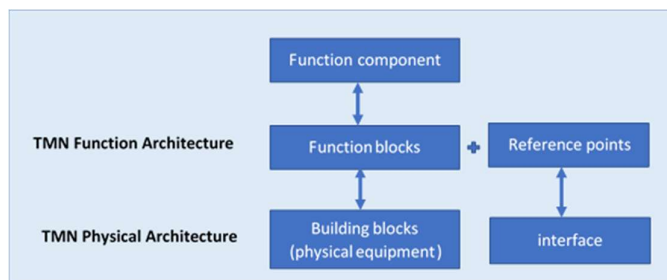 Function component
TMN Function Architecture
Function blocks
Reference points
TMN Physical Architecture
Building blocks
(physical equipment)
interface